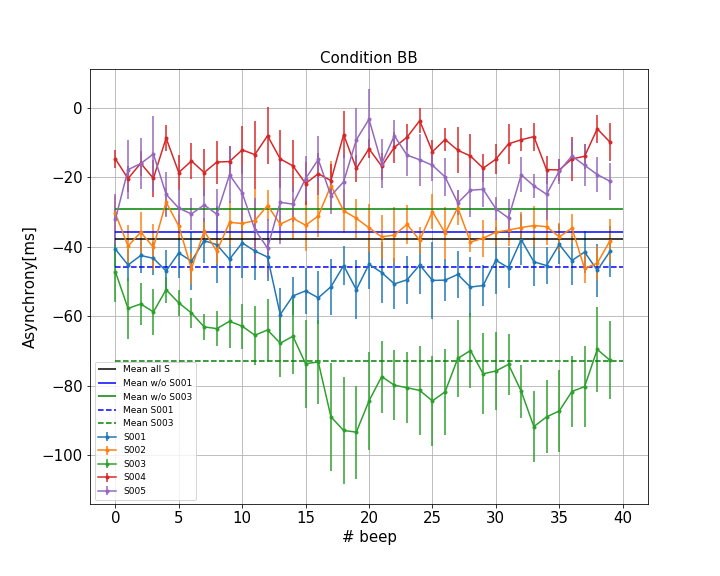 Condition BB
Asynchrony[ms]
0
−20
−40
−60
−80
−100
Mean all S
Mean w/o S001
Mean w/o S003
Mean S001
Mean S003
S001
S002
S003
S004
S005
0 5 10 15 20 25 30 35 40
# beep